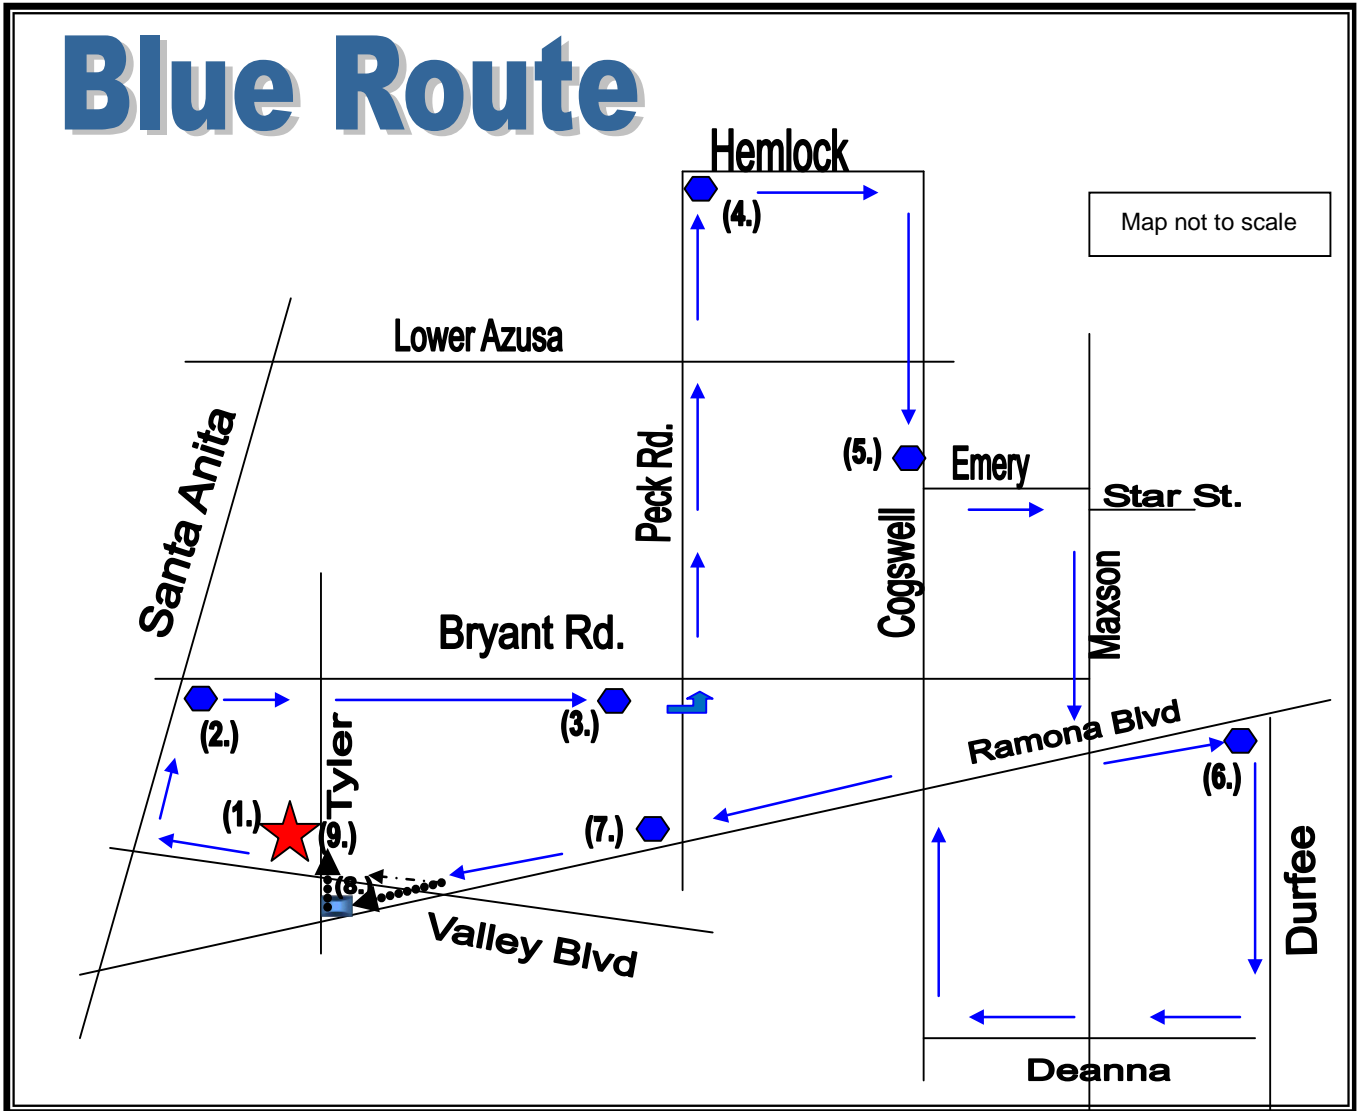 Blue Route
Hemlock
(4.)
Map not to scale
Lower Azusa
Santa Anita
Peck Rd.
(5.)
Emery
Star St.
Cogswell
Maxson
Bryant Rd.
(2.)
(3.)
Ramona Blvd
Tyler
(6.)
(1.)
(9.)
(7.)
(8.)
Durfee
Valley Blvd
Deanna